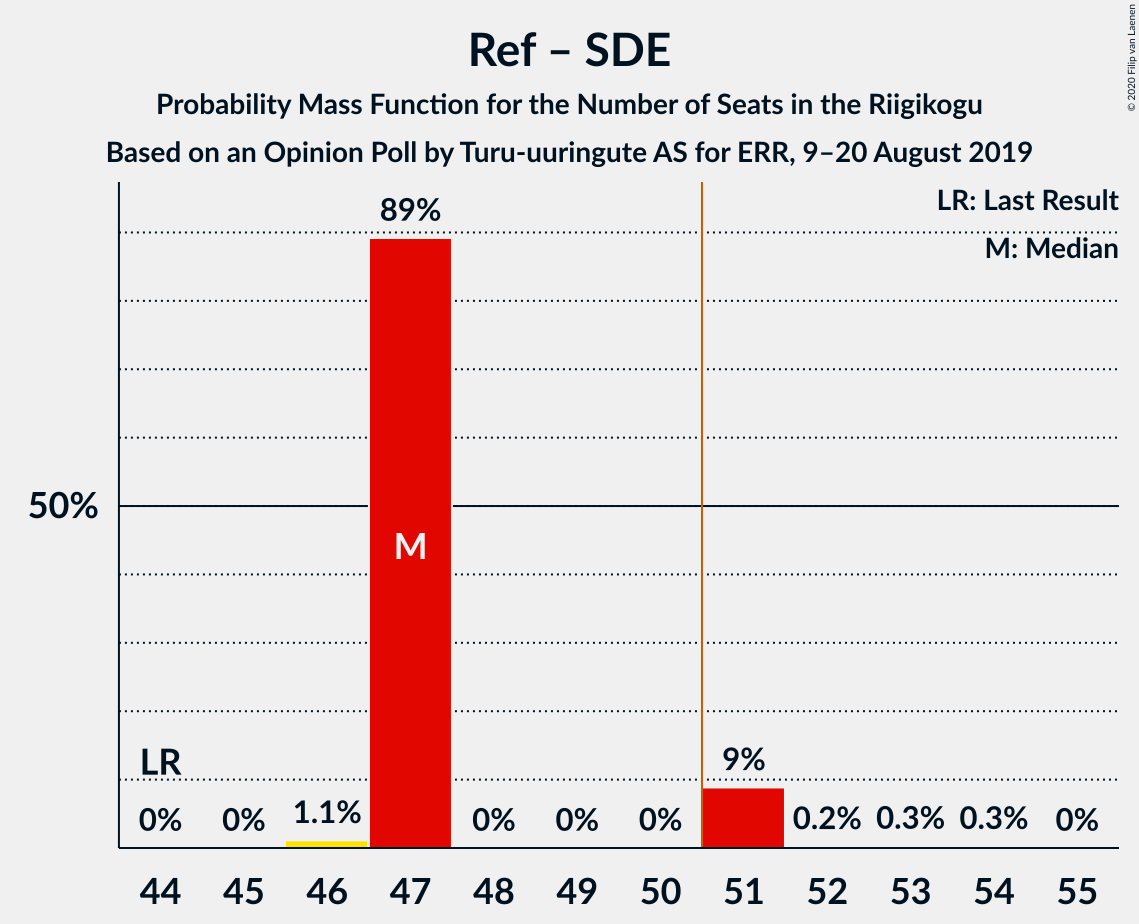 Ref – SDE
Probability Mass Function for the Number of Seats in the Riigikogu
Based on an Opinion Poll by Turu-uuringute AS for ERR, 9–20 August 2019
© 2020 Filip van Laenen
LR: Last Result
M: Median
50%
LR
M
0%
0%
1.1%
89%
0%
0%
0%
9%
0.2%
0.3%
0.3%
0%
44 45 46 47 48 49 50 51 52 53 54 55